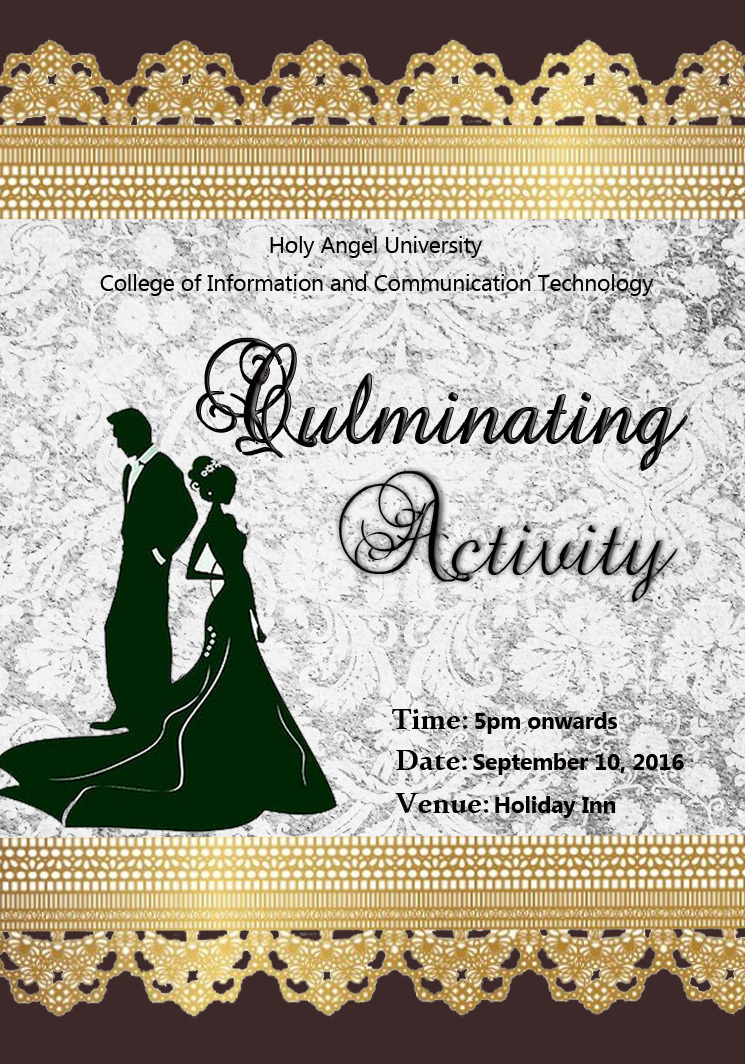 Holy Angel University
College of Information and Communication Technology
Culminating
Activity
Time: 5pm onwards
Date: September 10, 2016
Venue: Holiday Inn